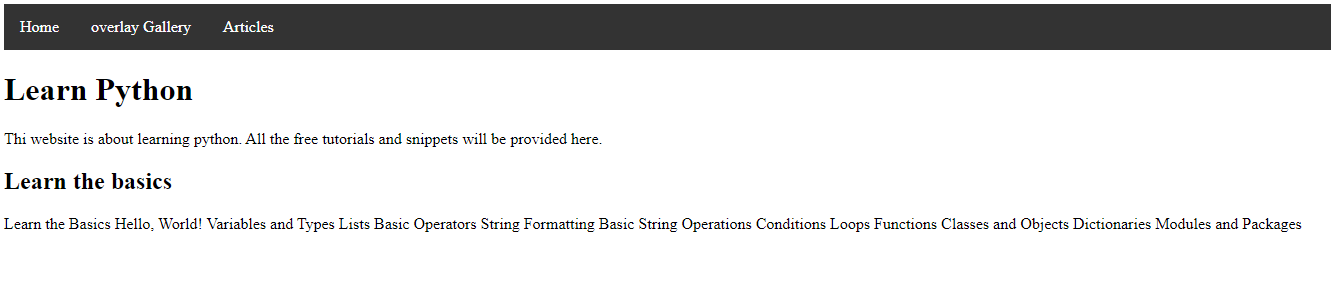 Home overlay Gallery Articles
Learn Python
Thi website is about learning python. All the free tutorials and snippets will be provided here.
Learn the basics
Learn the Basics Hello, World! Variables and Types Lists Basic Operators String Formatting Basic String Operations Conditions Loops Functions Classes and Objects Dictionaries Modules and Packages